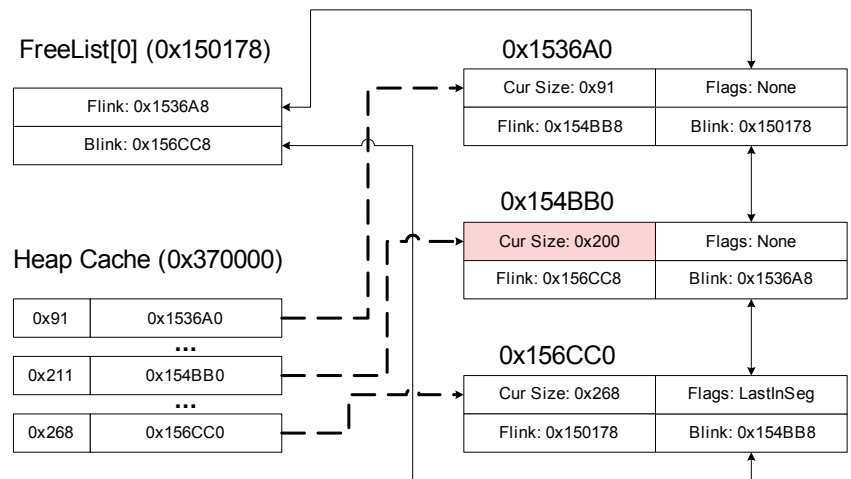 FreeList[0] (0x150178)
Flink: 0x1536A8
Blink: 0x156CC8
Heap Cache (0x370000)
0x91 0x1536A0
...
0x211 0x154BB0
...
0x268 0x156CC0
0x1536A0
Cur Size: 0x91 Flags: None
Flink: 0x154BB8 Blink: 0x150178
0x154BB0
Cur Size: 0x200 Flags: None
Flink: 0x156CC8 Blink: 0x1536A8
0x156CC0
Cur Size: 0x268 Flags: LastInSeg
Flink: 0x150178 Blink: 0x154BB8